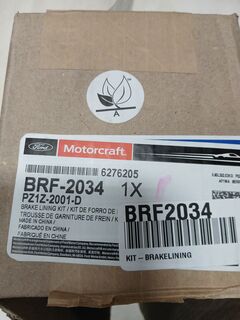 A
Ford
Motorcraft
6276205
BRF-2034 1X
PZ1Z-2001-D
BRAKE LINING KIT / KIT DE FORRO DE
TROUSSE DE GARNITURE DE FREIN / K
MADE IN CHINA /
FABRICADO EN CHINA /
FABRIQUÉ EN CHINE /
BRF2034
KIT - BRAKELINING